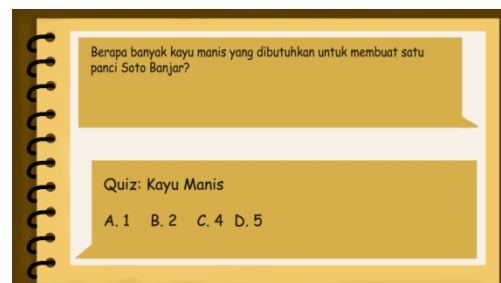 Berapa banyak kayu manis yang dibutuhkan untuk membuat satu
panci Soto Banjar?
Quiz: Kayu Manis
A. 1 B. 2 C. 4 D. 5